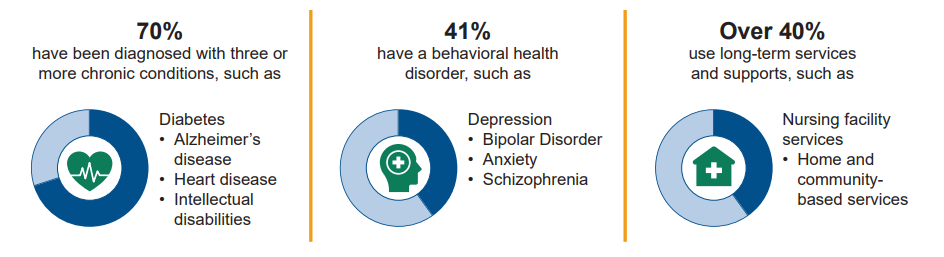 70%
have been diagnosed with three or
more chronic conditions, such as
Diabetes
• Alzheimer's
disease
• Heart disease
• Intellectual
disabilities
41%
have a behavioral health
disorder, such as
Depression
• Bipolar Disorder
• Anxiety
• Schizophrenia
Over 40%
use long-term services
and supports, such as
Nursing facility
services
• Home and
community-
based services